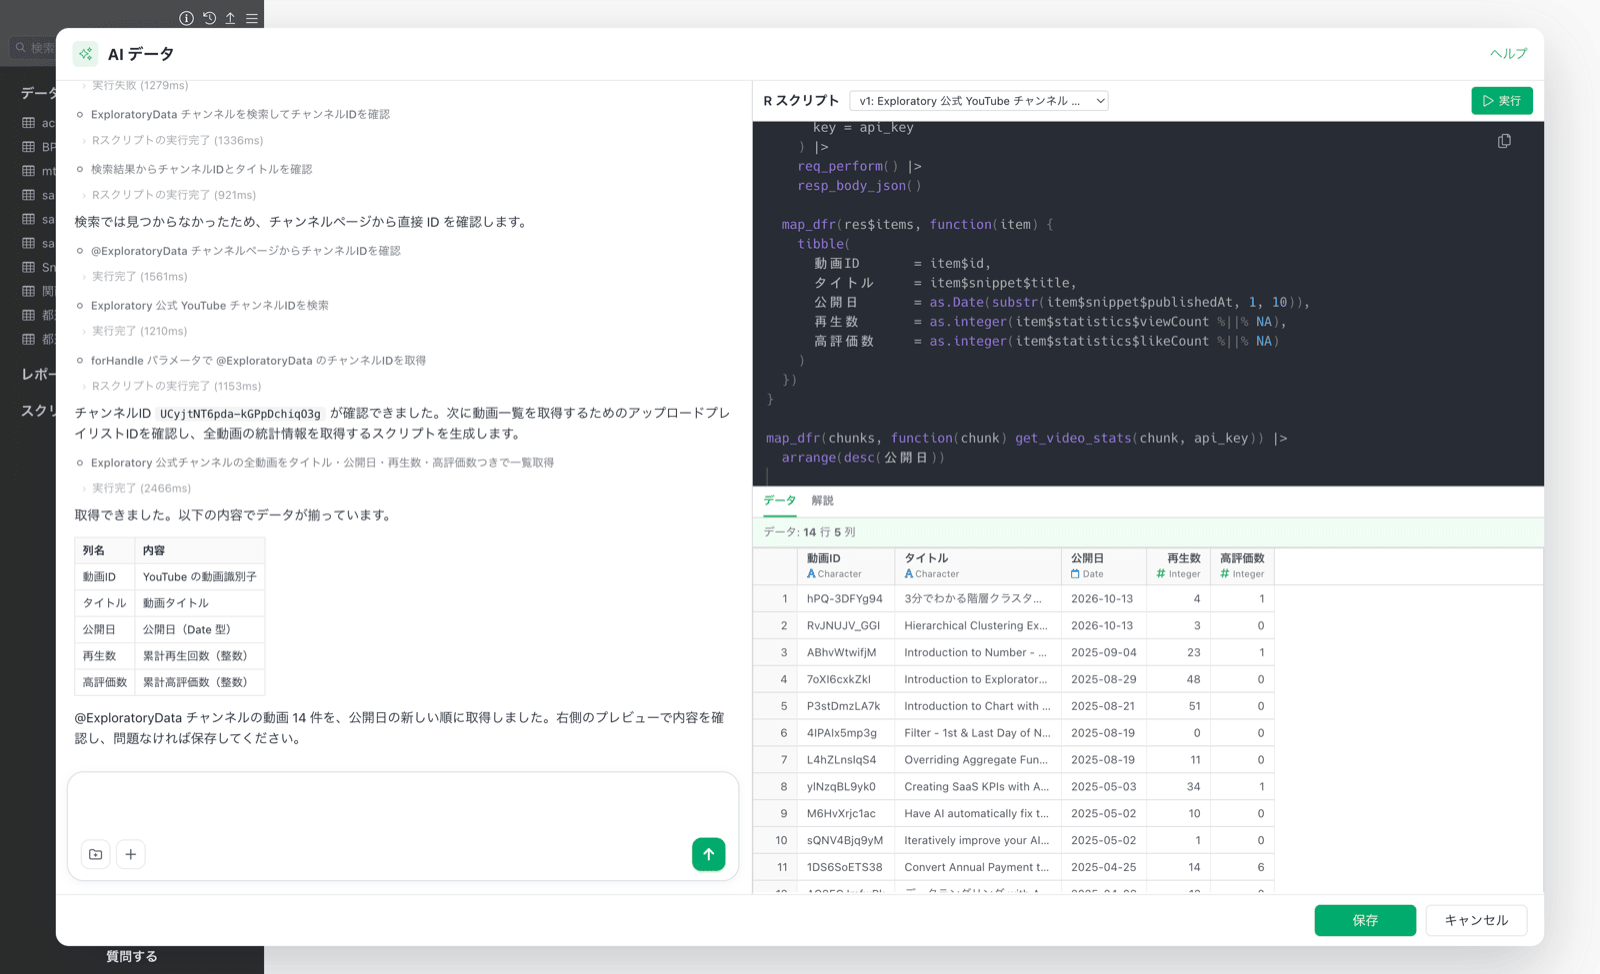 検索
データ
ac
BP
mt
sa
sa
sa
Sn
関
都
都
レポー
スクリ
質問する
AI データ
ヘルプ
実行失敗 (1279ms)
ExploratoryData チャンネルを検索してチャンネルIDを確認
Rスクリプトの実行完了 (1336ms)
検索結果からチャンネルIDとタイトルを確認
Rスクリプトの実行完了 (921ms)
検索では見つからなかったため、チャンネルページから直接 ID を確認します。
@ExploratoryData チャンネルページからチャンネルIDを確認
実行完了 (1561ms)
Exploratory 公式 YouTube チャンネルIDを検索
実行完了 (1210ms)
forHandle パラメータで @ExploratoryData のチャンネルIDを取得
Rスクリプトの実行完了 (1153ms)
チャンネルID UCyjtNT6pda-kGPpDchiqO3g が確認できました。次に動画一覧を取得するためのアップロードプレ
イリストIDを確認し、全動画の統計情報を取得するスクリプトを生成します。
Exploratory 公式チャンネルの全動画をタイトル・公開日・再生数・高評価数つきで一覧取得
実行完了 (2466ms)
取得できました。以下の内容でデータが揃っています。
列名 内容
動画ID YouTube の動画識別子
タイトル 動画タイトル
公開日 公開日（Date 型）
再生数 累計再生回数（整数）
高評価数 累計高評価数（整数）
@ExploratoryData チャンネルの動画 14 件を、公開日の新しい順に取得しました。右側のプレビューで内容を確
認し、問題なければ保存してください。
R スクリプト v1: Exploratory 公式 YouTube チャンネル ... 実行
key = api_key
) |>
req_perform() |>
resp_body_json()
map_dfr(res$items, function(item) {
tibble(
動画ID = item$id,
タイトル = item$snippet$title,
公開日 = as.Date(substr(item$snippet$publishedAt, 1, 10)),
再生数 = as.integer(item$statistics$viewCount %||% NA),
高評価数 = as.integer(item$statistics$likeCount %||% NA)
)
})
}
map_dfr(chunks, function(chunk) get_video_stats(chunk, api_key)) |>
arrange(desc(公開日))
データ 解説
データ: 14 行 5 列
動画ID タイトル 公開日 再生数 高評価数
Character Character Date Integer Integer
1 hPQ-3DFYg94 3分でわかる階層クラスタ... 2026-10-13 4 1
2 RvJNUJV_GGI Hierarchical Clustering Ex... 2026-10-13 3 0
3 ABhvWtwifjM Introduction to Number - ... 2025-09-04 23 1
4 7oXI6cxkZkI Introduction to Explorator... 2025-08-29 48 0
5 P3stDmzLA7k Introduction to Chart with ... 2025-08-21 51 0
6 4IPAIx5mp3g Filter - 1st & Last Day of N... 2025-08-19 0 0
7 L4hZLnsIqS4 Overriding Aggregate Fun... 2025-08-19 11 0
8 yINzqBL9yk0 Creating SaaS KPIs with A... 2025-05-03 34 1
9 M6HvXrjc1ac Have AI automatically fix t... 2025-05-02 10 0
10 sQNV4Bjq9yM Iteratively improve your AI... 2025-05-02 1 0
11 1DS6SoETS38 Convert Annual Payment t... 2025-04-25 14 6
保存 キャンセル